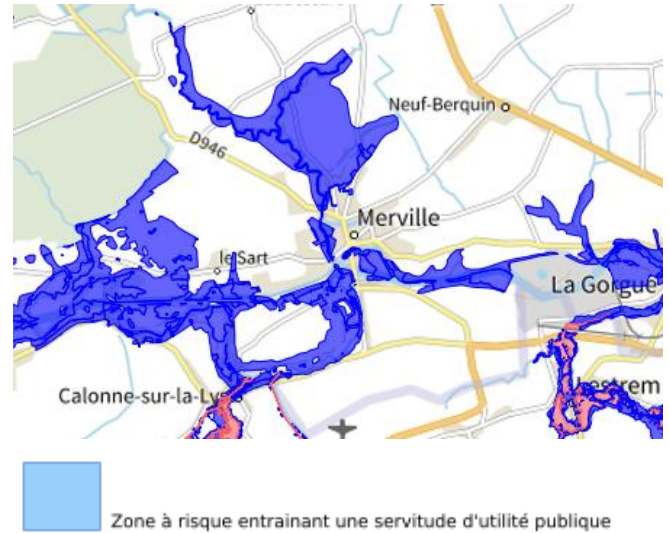 Neuf-Berquin
D946
Merville
le Sart
La Gorgue
Calonne-sur-la-Lys
Lestrem
Zone à risque entrainant une servitude d'utilité publique